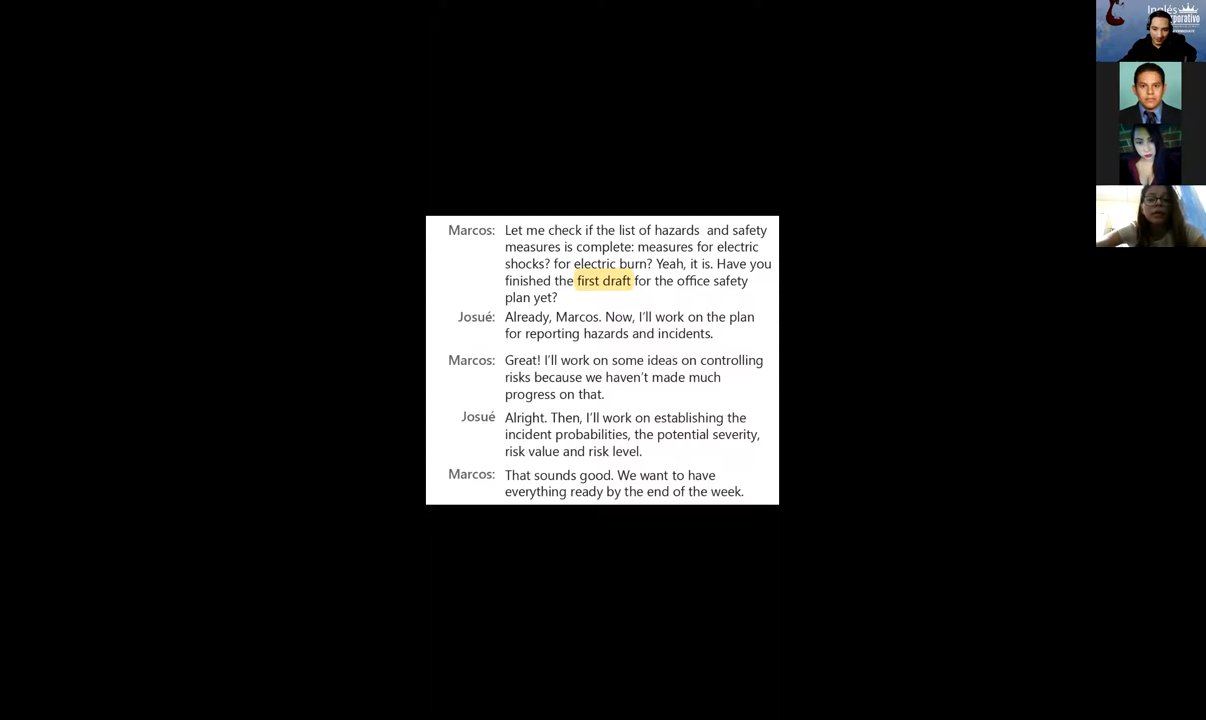 Inglés
Marcos: Let me check if the list of hazards and safety
measures is complete: measures for electric
shocks? for electric burn? Yeah, it is. Have you
finished the first draft for the office safety
plan yet?
Josué: Already, Marcos. Now, I'll work on the plan
for reporting hazards and incidents.
Marcos: Great! I'll work on some ideas on controlling
risks because we haven't made much
progress on that.
Josué Alright. Then, I'll work on establishing the
incident probabilities, the potential severity,
risk value and risk level.
Marcos: That sounds good. We want to have
everything ready by the end of the week.